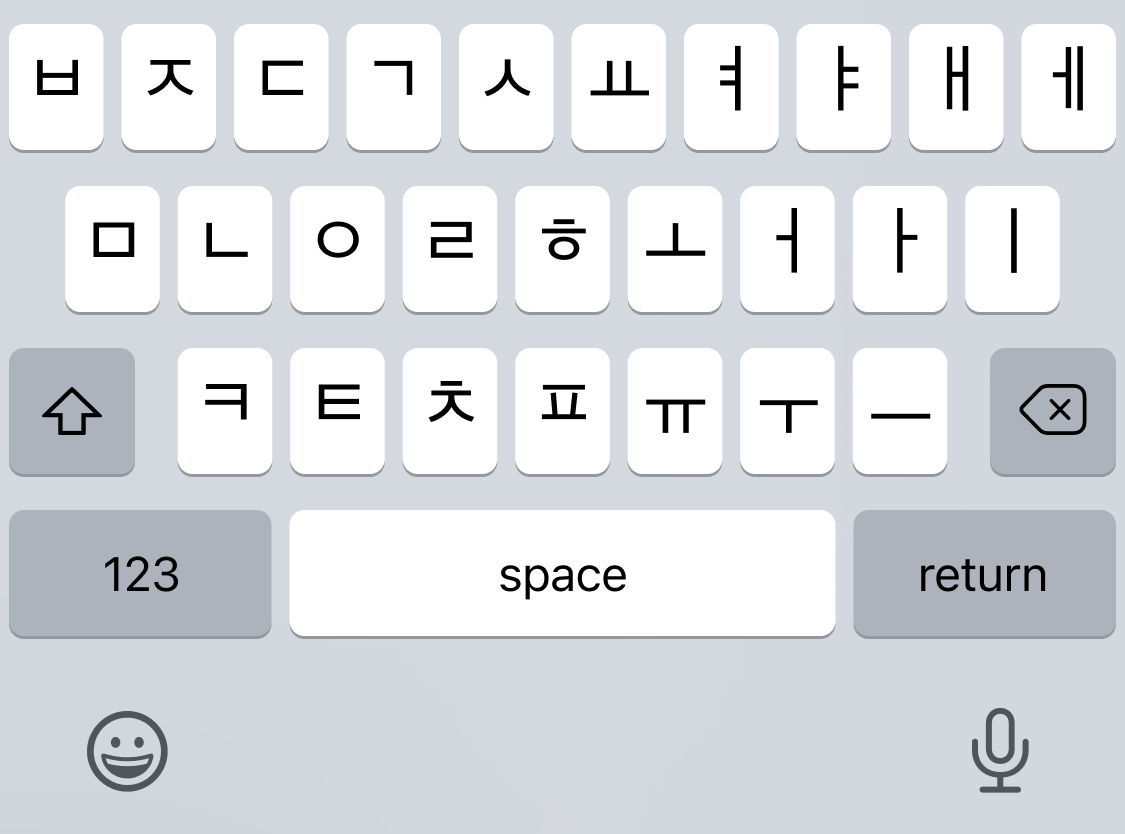 ㅂ ㅈ ㄷ ㄱ ㅅ ㅛ ㅕ ㅑ ㅐ ㅔ
ㅁ ㄴ ㅇ ㄹ ㅎ ㅗ ㅓ ㅏ ㅣ
ㅋ ㅌ ㅊ ㅍ ㅠ ㅜ ㅡ
123 space return